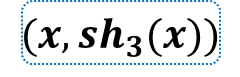 (x, sh₃(x))